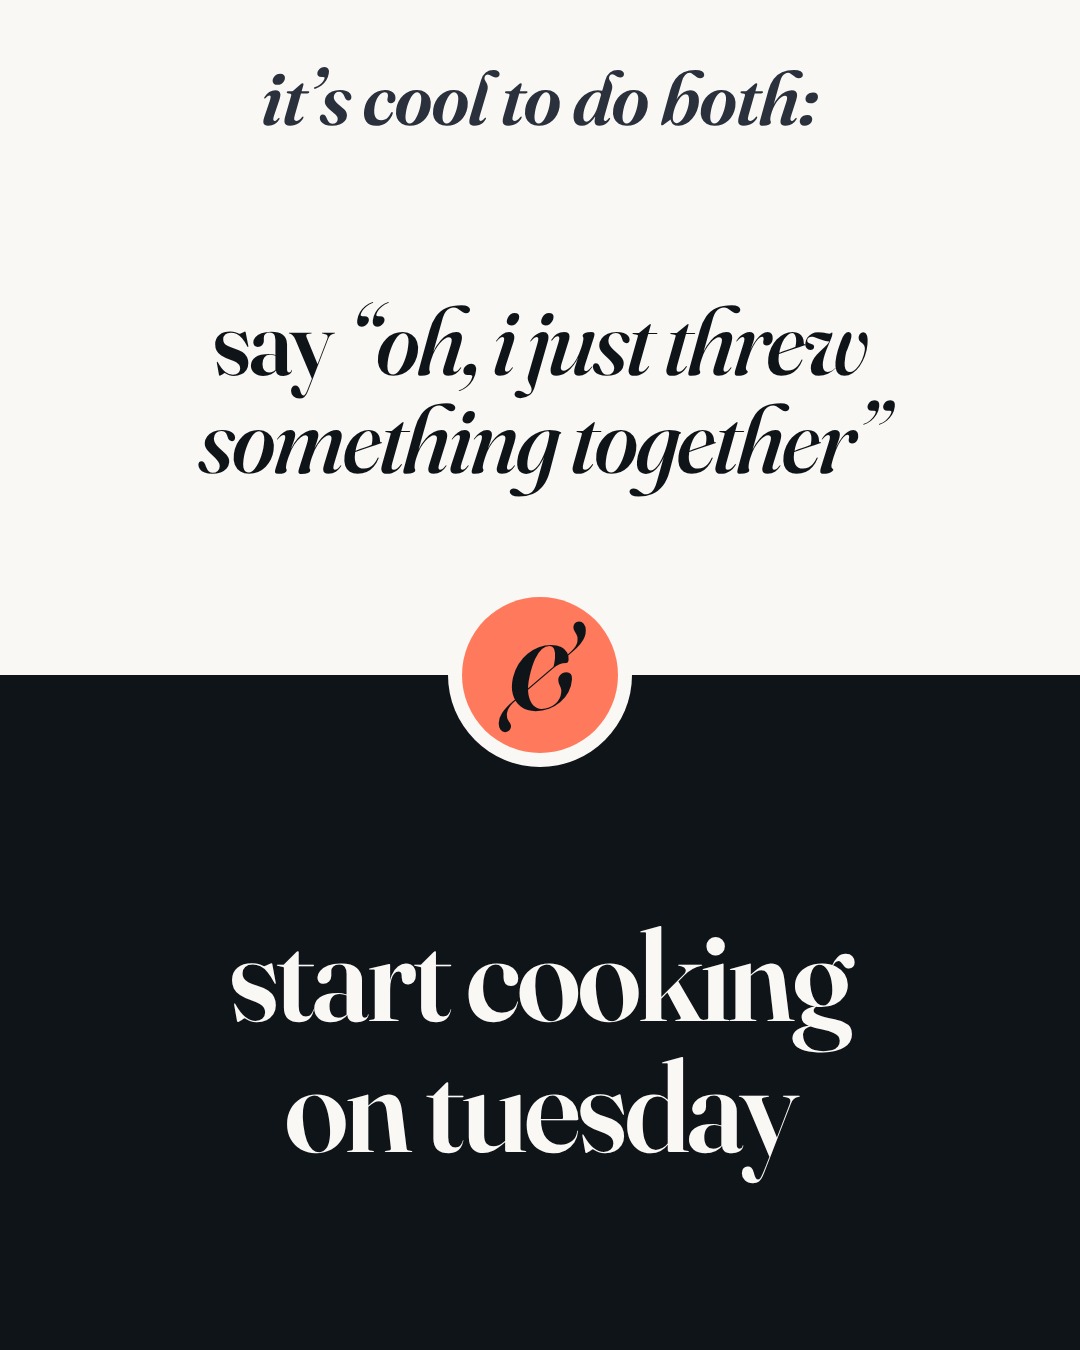 it’s cool to do both:
say “oh, i just threw
something together”
&
start cooking
on tuesday